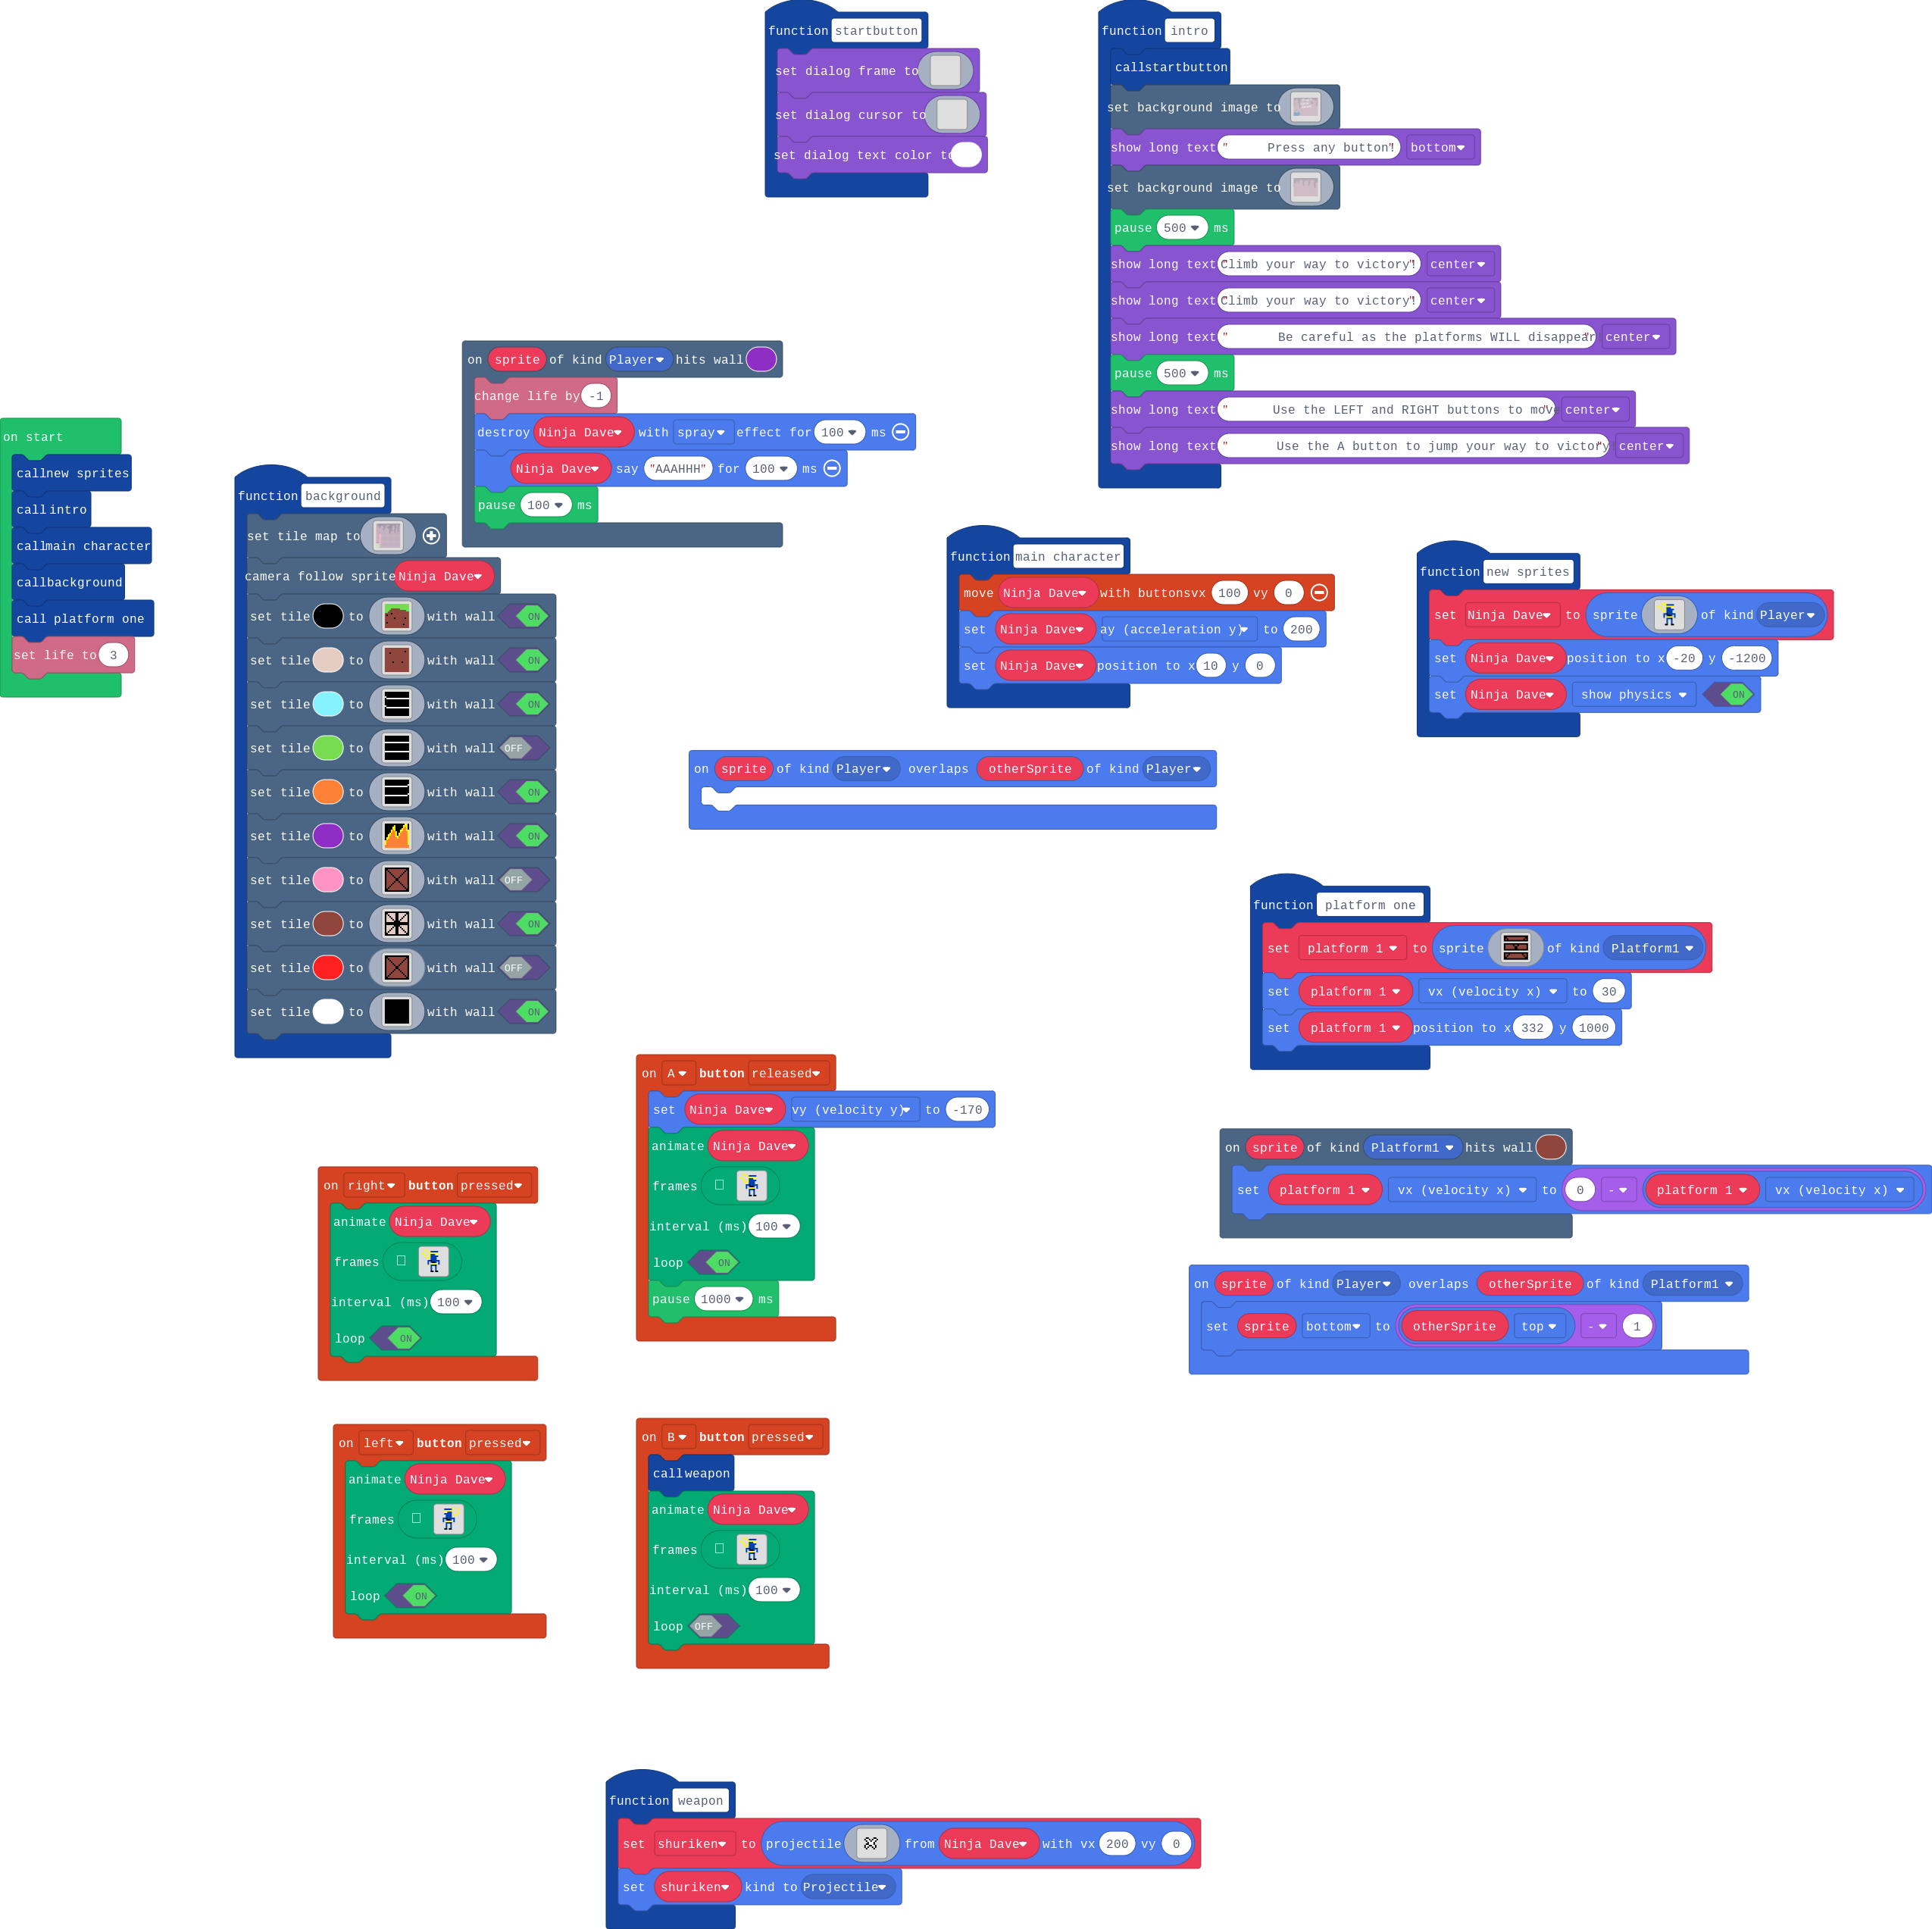 function startbutton
set dialog frame to
set dialog cursor to
set dialog text color to
function intro
call startbutton
set background image to
show long text " Press any button! " bottom
set background image to
pause 500 ms
show long text "Climb your way to victory!" center
show long text "Climb your way to victory!" center
show long text " Be careful as the platforms WILL disappear" center
pause 500 ms
show long text " Use the LEFT and RIGHT buttons to move" center
show long text " Use the A button to jump your way to victory" center
on sprite of kind Player hits wall
change life by -1
destroy Ninja Dave with spray effect for 100 ms
Ninja Dave say "AAAHHH" for 100 ms
pause 100 ms
on start
call new sprites
call intro
call main character
call background
call platform one
set life to 3
function background
set tile map to
camera follow sprite Ninja Dave
set tile to with wall ON
set tile to with wall ON
set tile to with wall ON
set tile to with wall OFF
set tile to with wall ON
set tile to with wall ON
set tile to with wall OFF
set tile to with wall ON
set tile to with wall OFF
set tile to with wall ON
function main character
move Ninja Dave with buttons vx 100 vy 0
set Ninja Dave ay (acceleration y) to 200
set Ninja Dave position to x 10 y 0
function new sprites
set Ninja Dave to sprite of kind Player
set Ninja Dave position to x -20 y -1200
set Ninja Dave show physics ON
on sprite of kind Player overlaps otherSprite of kind Player
function platform one
set platform 1 to sprite of kind Platform1
set platform 1 vx (velocity x) to 30
set platform 1 position to x 332 y 1000
on A button released
set Ninja Dave vy (velocity y) to -170
animate Ninja Dave
frames
interval (ms) 100
loop ON
pause 1000 ms
on sprite of kind Platform1 hits wall
set platform 1 vx (velocity x) to 0 - platform 1 vx (velocity x)
on right button pressed
animate Ninja Dave
frames
interval (ms) 100
loop ON
on sprite of kind Player overlaps otherSprite of kind Platform1
set sprite bottom to otherSprite top - 1
on left button pressed
animate Ninja Dave
frames
interval (ms) 100
loop ON
on B button pressed
call weapon
animate Ninja Dave
frames
interval (ms) 100
loop OFF
function weapon
set shuriken to projectile from Ninja Dave with vx 200 vy 0
set shuriken kind to Projectile